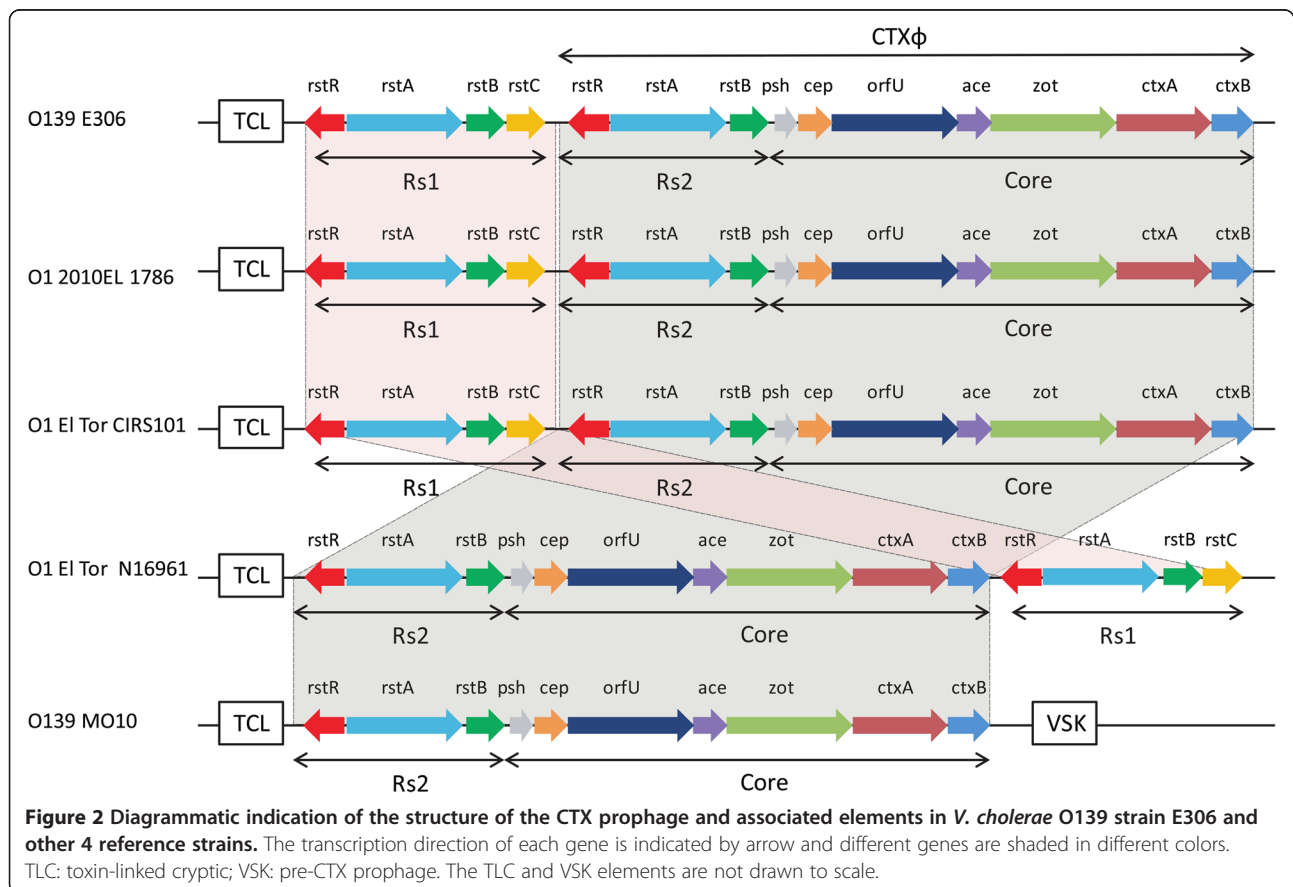 CTXϕ
rstR rstA rstB rstC rstR rstA rstB psh cep orfU ace zot ctxA ctxB
O139 E306 TCL
Rs1 Rs2 Core
rstR rstA rstB rstC rstR rstA rstB psh cep orfU ace zot ctxA ctxB
O1 2010EL 1786 TCL
Rs1 Rs2 Core
rstR rstA rstB rstC rstR rstA rstB psh cep orfU ace zot ctxA ctxB
O1 El Tor CIRS101 TCL
Rs1 Rs2 Core
rstR rstA rstB psh cep orfU ace zot ctxA ctxB rstR rstA rstB rstC
O1 El Tor N16961 TCL
Rs2 Core Rs1
rstR rstA rstB psh cep orfU ace zot ctxA ctxB
O139 MO10 TCL VSK
Rs2 Core
Figure 2 Diagrammatic indication of the structure of the CTX prophage and associated elements in V. cholerae O139 strain E306 and
other 4 reference strains. The transcription direction of each gene is indicated by arrow and different genes are shaded in different colors.
TLC: toxin-linked cryptic; VSK: pre-CTX prophage. The TLC and VSK elements are not drawn to scale.